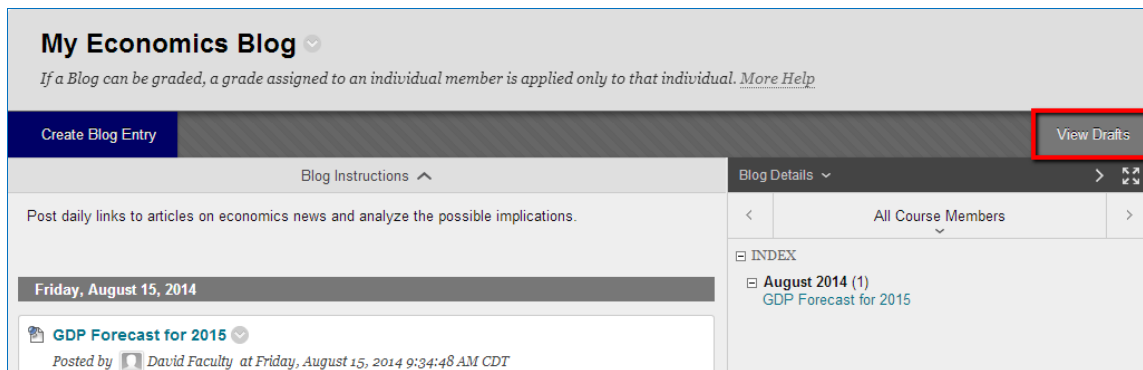 My Economics Blog
If a Blog can be graded, a grade assigned to an individual member is applied only to that individual. More Help
Create Blog Entry
View Drafts
Blog Instructions
Post daily links to articles on economics news and analyze the possible implications.
Friday, August 15, 2014
GDP Forecast for 2015
Posted by David Faculty at Friday, August 15, 2014 9:34:48 AM CDT
Blog Details
All Course Members
INDEX
August 2014 (1)
GDP Forecast for 2015